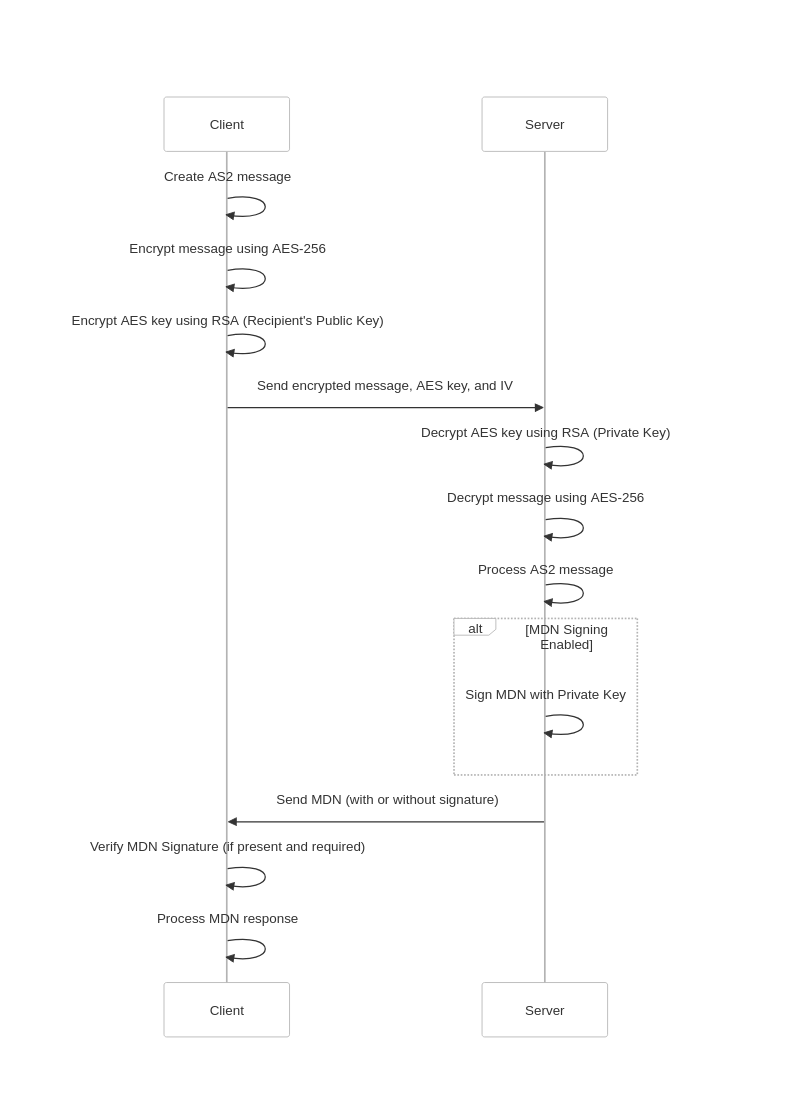 Client
Server
Create AS2 message
Encrypt message using AES-256
Encrypt AES key using RSA (Recipient's Public Key)
Send encrypted message, AES key, and IV
Decrypt AES key using RSA (Private Key)
Decrypt message using AES-256
Process AS2 message
alt
[MDN Signing
Enabled]
Sign MDN with Private Key
Send MDN (with or without signature)
Verify MDN Signature (if present and required)
Process MDN response
Client
Server